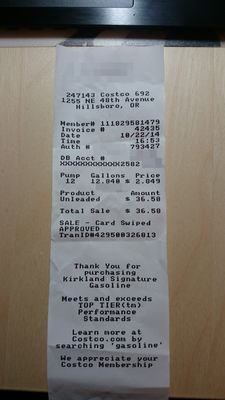 247143 Costco 692
1255 NE 48th Avenue
Hillsboro, OR
Member# 111829581479
Invoice # 42435
Date 10/22/14
Time 16:53
Auth # 793427
DB Acct #
XXXXXXXXXXXX2582
Pump Gallons Price
12 12.840 $ 2.849
Product Amount
Unleaded $ 36.58
Total Sale $ 36.58
SALE - Card Swiped
APPROVED
TranID#429500326813
Thank You for
purchasing
Kirkland Signature
Gasoline
Meets and exceeds
TOP TIER(tm)
Performance
Standards
Learn more at
Costco.com by
searching 'gasoline'
We appreciate your
Costco Membership